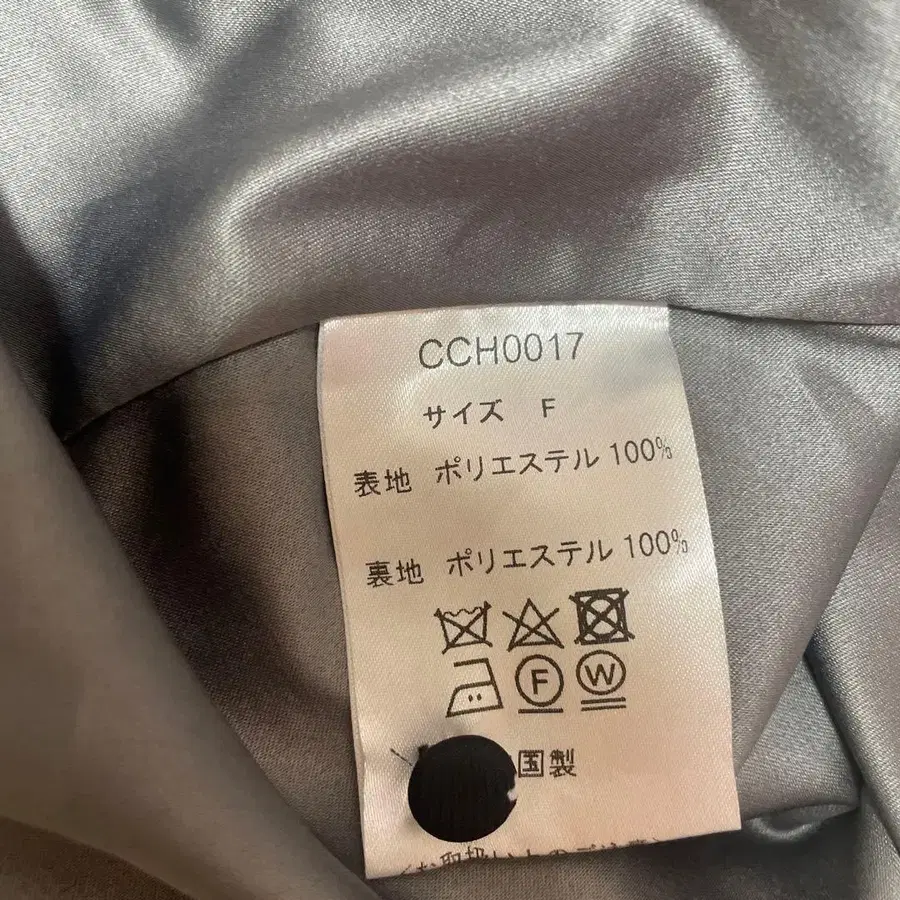 CCH0017
サイズ F
表地 ポリエステル 100%
裏地 ポリエステル 100%
F W
国製